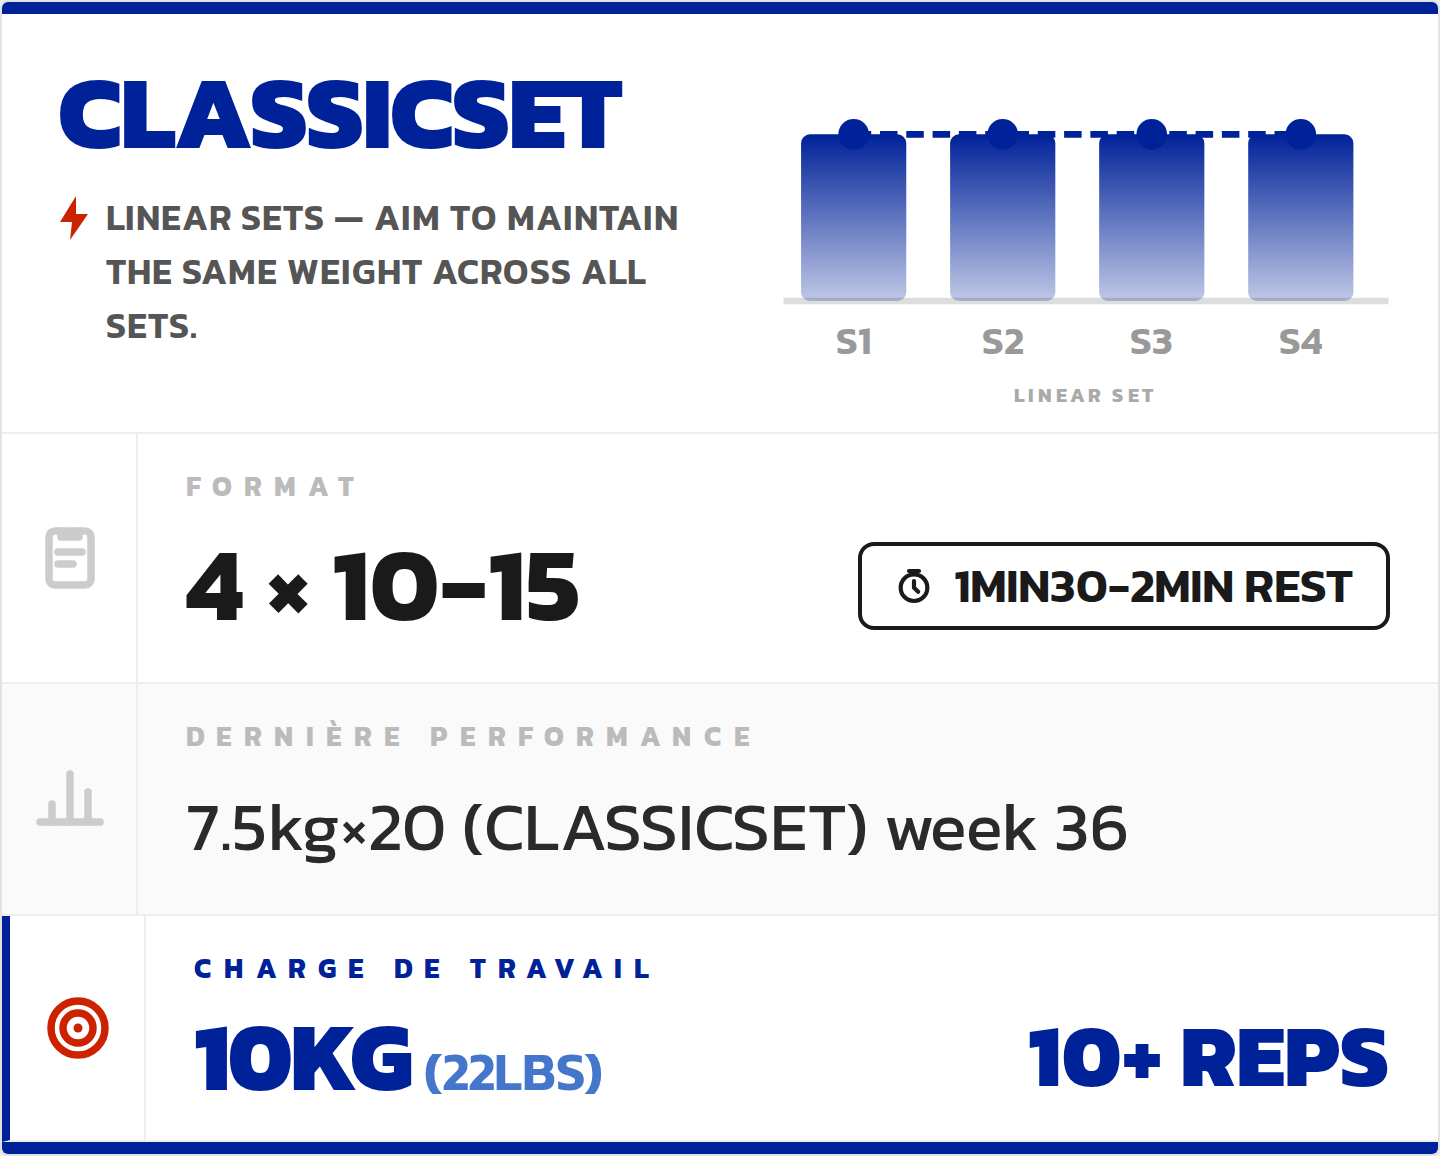 CLASSICSET
LINEAR SETS — AIM TO MAINTAIN
THE SAME WEIGHT ACROSS ALL
SETS.
S1 S2 S3 S4
LINEAR SET
FORMAT
4 × 10–15
1MIN30–2MIN REST
DERNIÈRE PERFORMANCE
7.5kg×20 (CLASSICSET) week 36
CHARGE DE TRAVAIL
10KG (22LBS)
10+ REPS